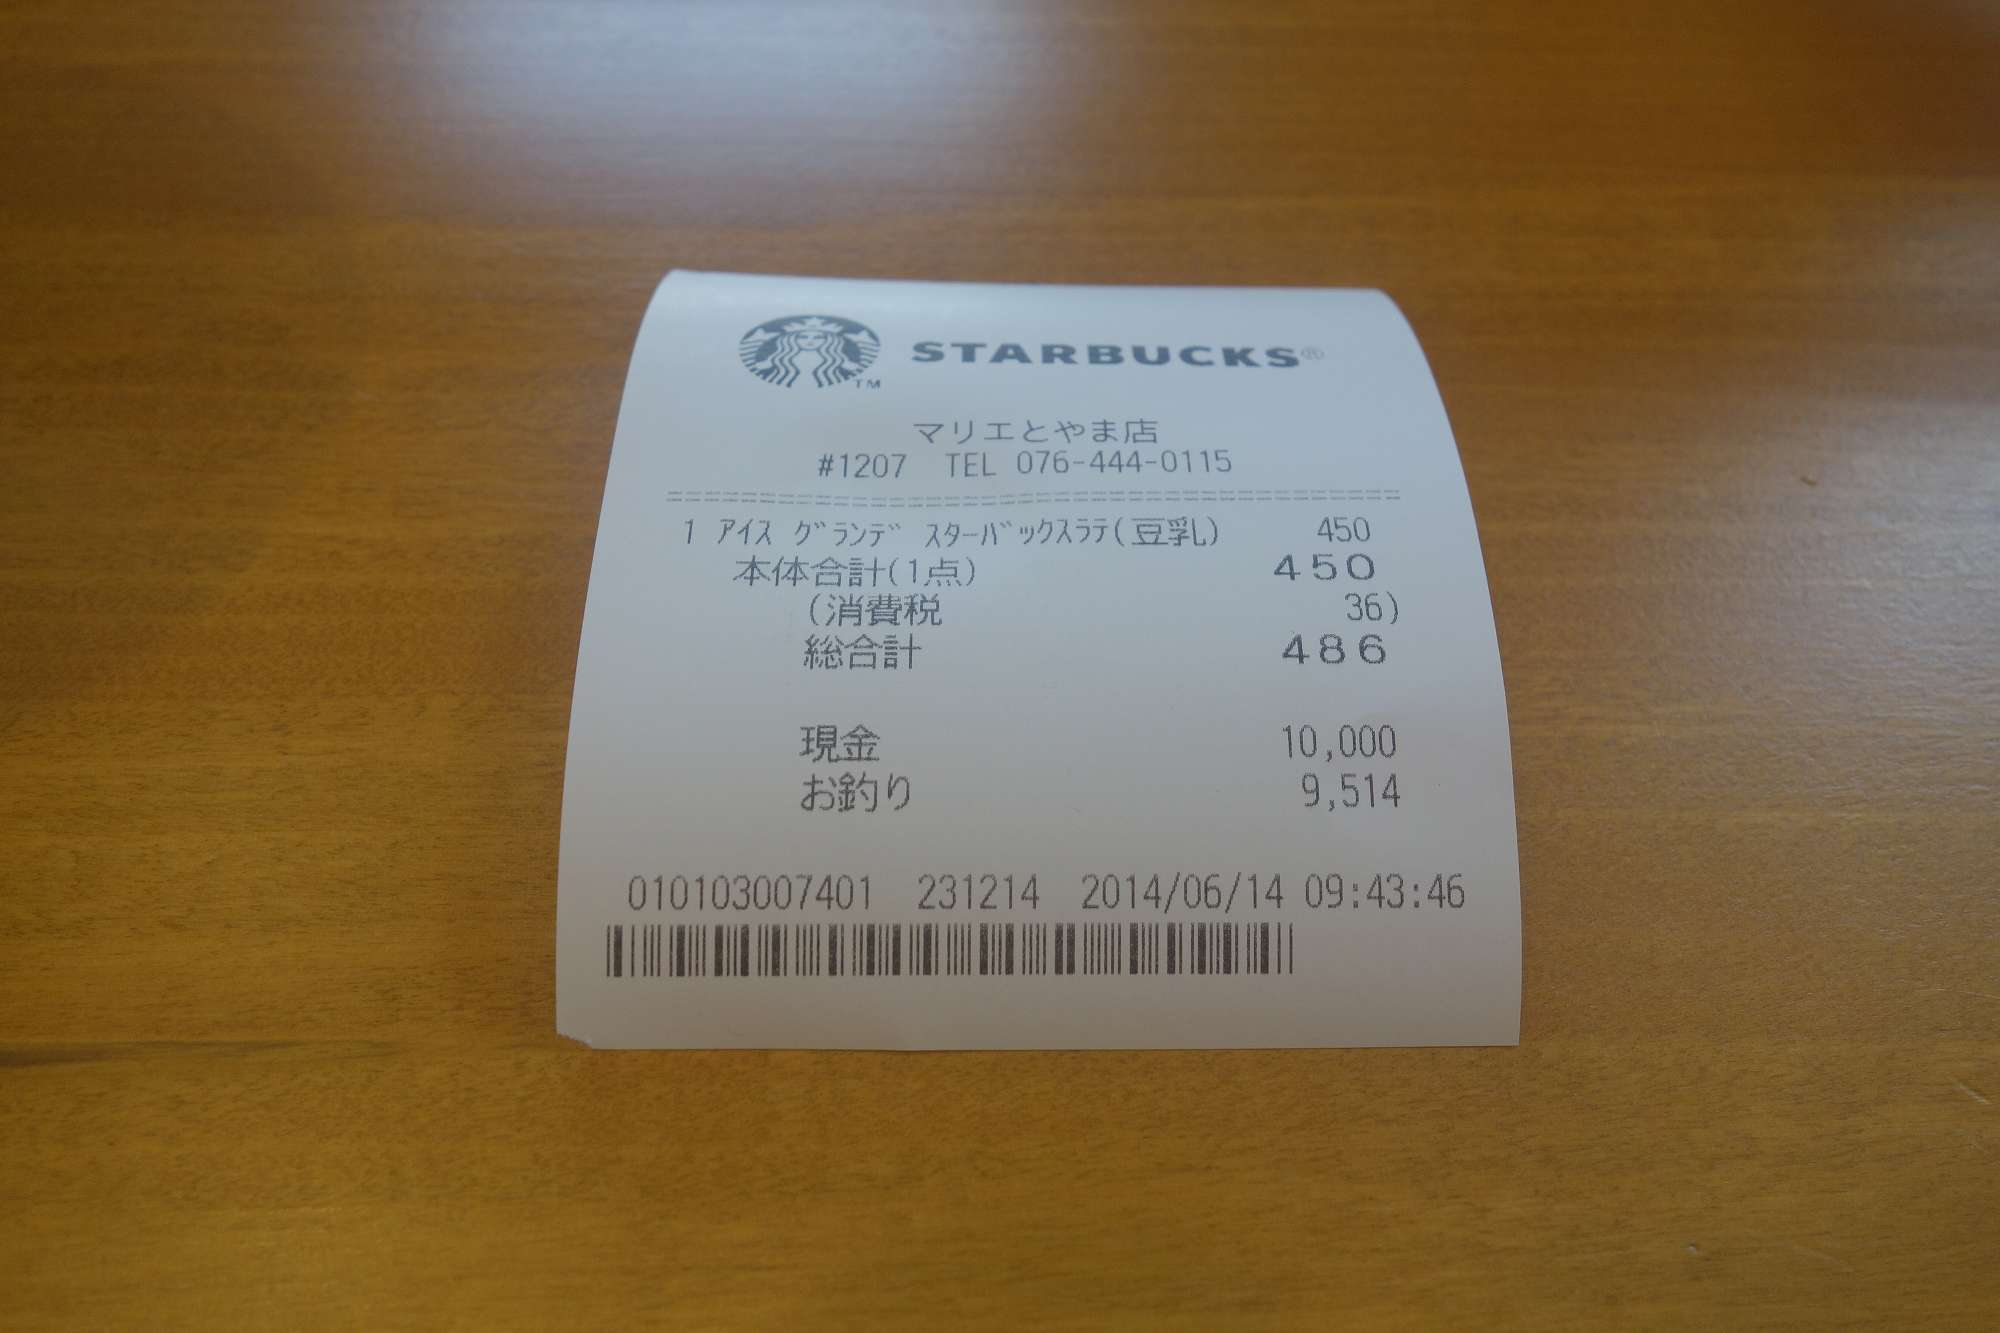 STARBUCKS®
TM
マリエとやま店
#1207 TEL 076-444-0115
1 ｱｲｽ ｸﾞﾗﾝﾃﾞ ｽﾀｰﾊﾞｯｸｽﾗﾃ(豆乳) 450
本体合計(1点) 450
(消費税 36)
総合計 486
現金 10,000
お釣り 9,514
010103007401 231214 2014/06/14 09:43:46